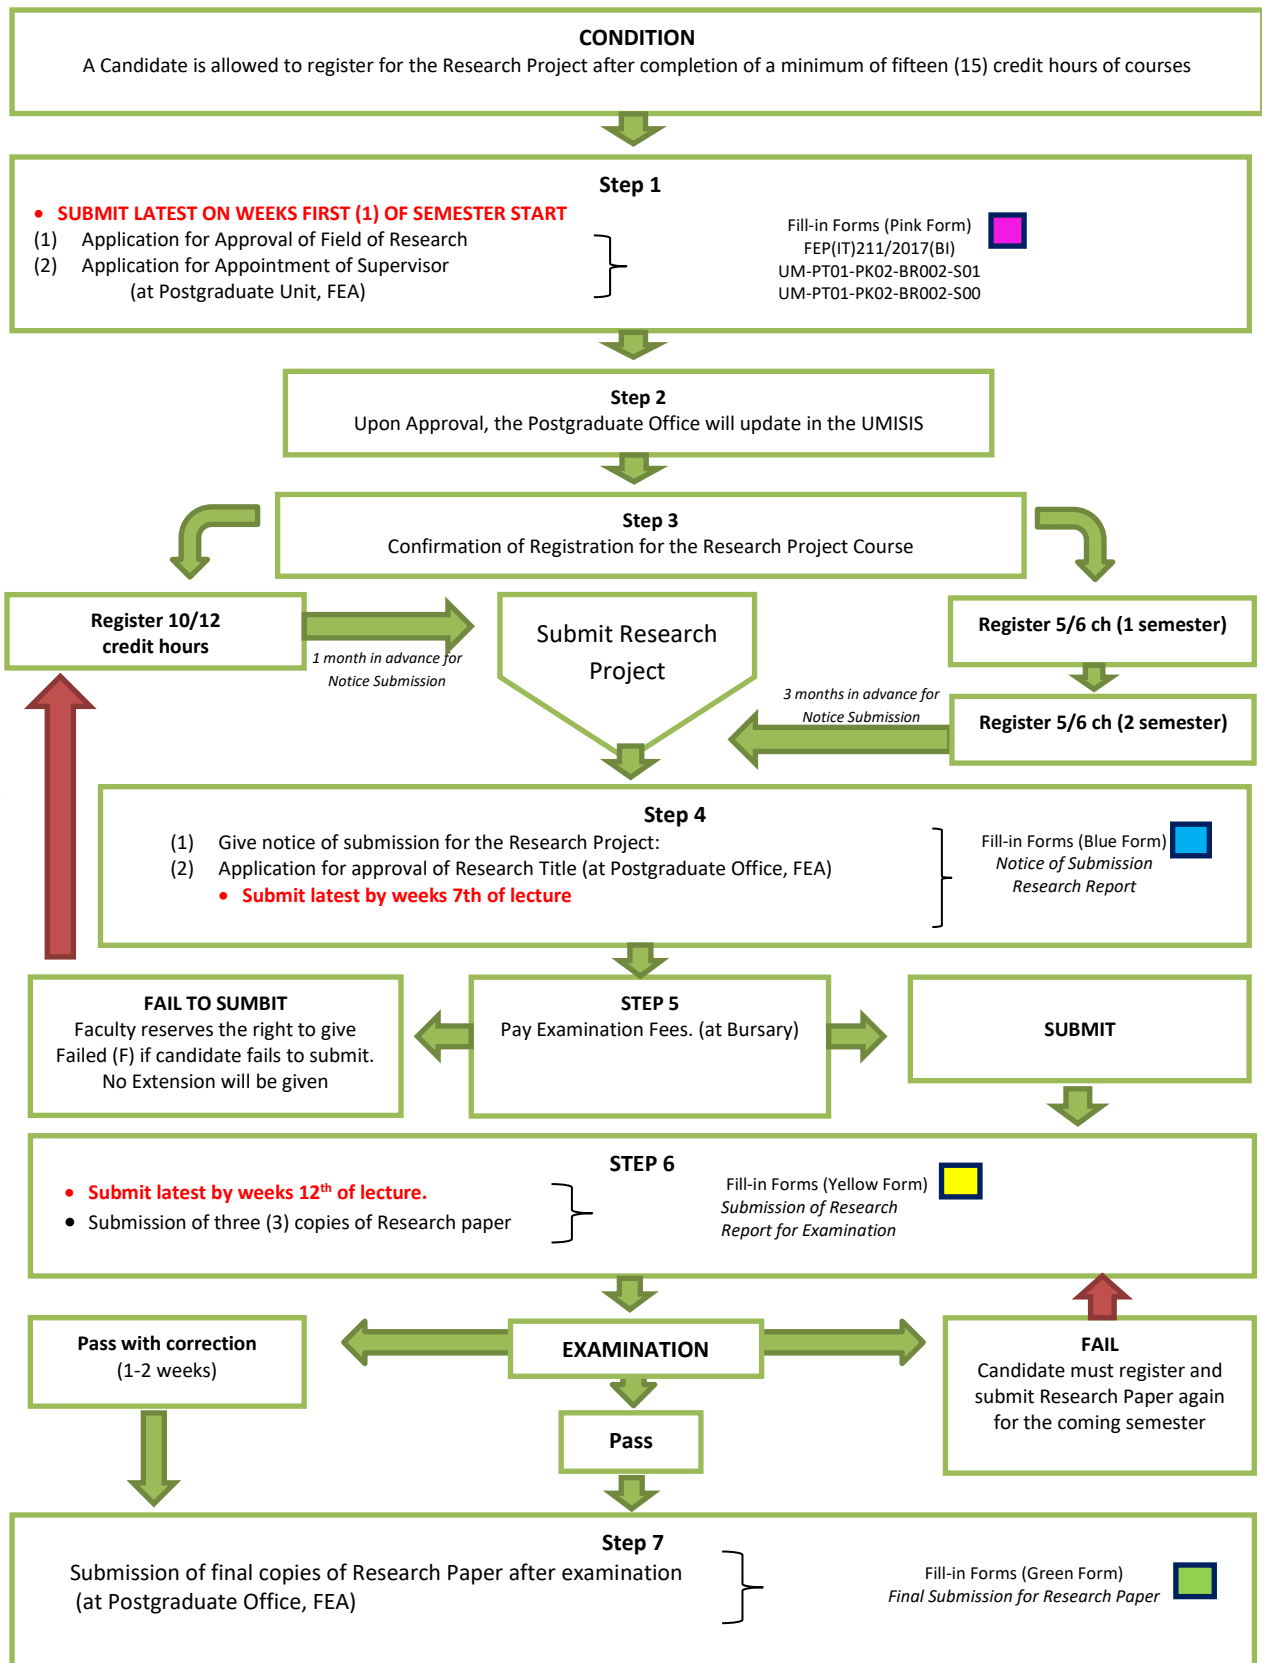 CONDITION
A Candidate is allowed to register for the Research Project after completion of a minimum of fifteen (15) credit hours of courses
Step 1
• SUBMIT LATEST ON WEEKS FIRST (1) OF SEMESTER START
(1) Application for Approval of Field of Research
(2) Application for Appointment of Supervisor
(at Postgraduate Unit, FEA)
Fill-in Forms (Pink Form)
FEP(IT)211/2017(BI)
UM-PT01-PK02-BR002-S01
UM-PT01-PK02-BR002-S00
Step 2
Upon Approval, the Postgraduate Office will update in the UMISIS
Step 3
Confirmation of Registration for the Research Project Course
Register 10/12
credit hours
1 month in advance for
Notice Submission
Submit Research
Project
Register 5/6 ch (1 semester)
3 months in advance for
Notice Submission
Register 5/6 ch (2 semester)
Step 4
(1) Give notice of submission for the Research Project:
(2) Application for approval of Research Title (at Postgraduate Office, FEA)
• Submit latest by weeks 7th of lecture
Fill-in Forms (Blue Form)
Notice of Submission
Research Report
FAIL TO SUMBIT
Faculty reserves the right to give
Failed (F) if candidate fails to submit.
No Extension will be given
STEP 5
Pay Examination Fees. (at Bursary)
SUBMIT
STEP 6
• Submit latest by weeks 12th of lecture.
• Submission of three (3) copies of Research paper
Fill-in Forms (Yellow Form)
Submission of Research
Report for Examination
Pass with correction
(1-2 weeks)
EXAMINATION
Pass
FAIL
Candidate must register and
submit Research Paper again
for the coming semester
Step 7
Submission of final copies of Research Paper after examination
(at Postgraduate Office, FEA)
Fill-in Forms (Green Form)
Final Submission for Research Paper